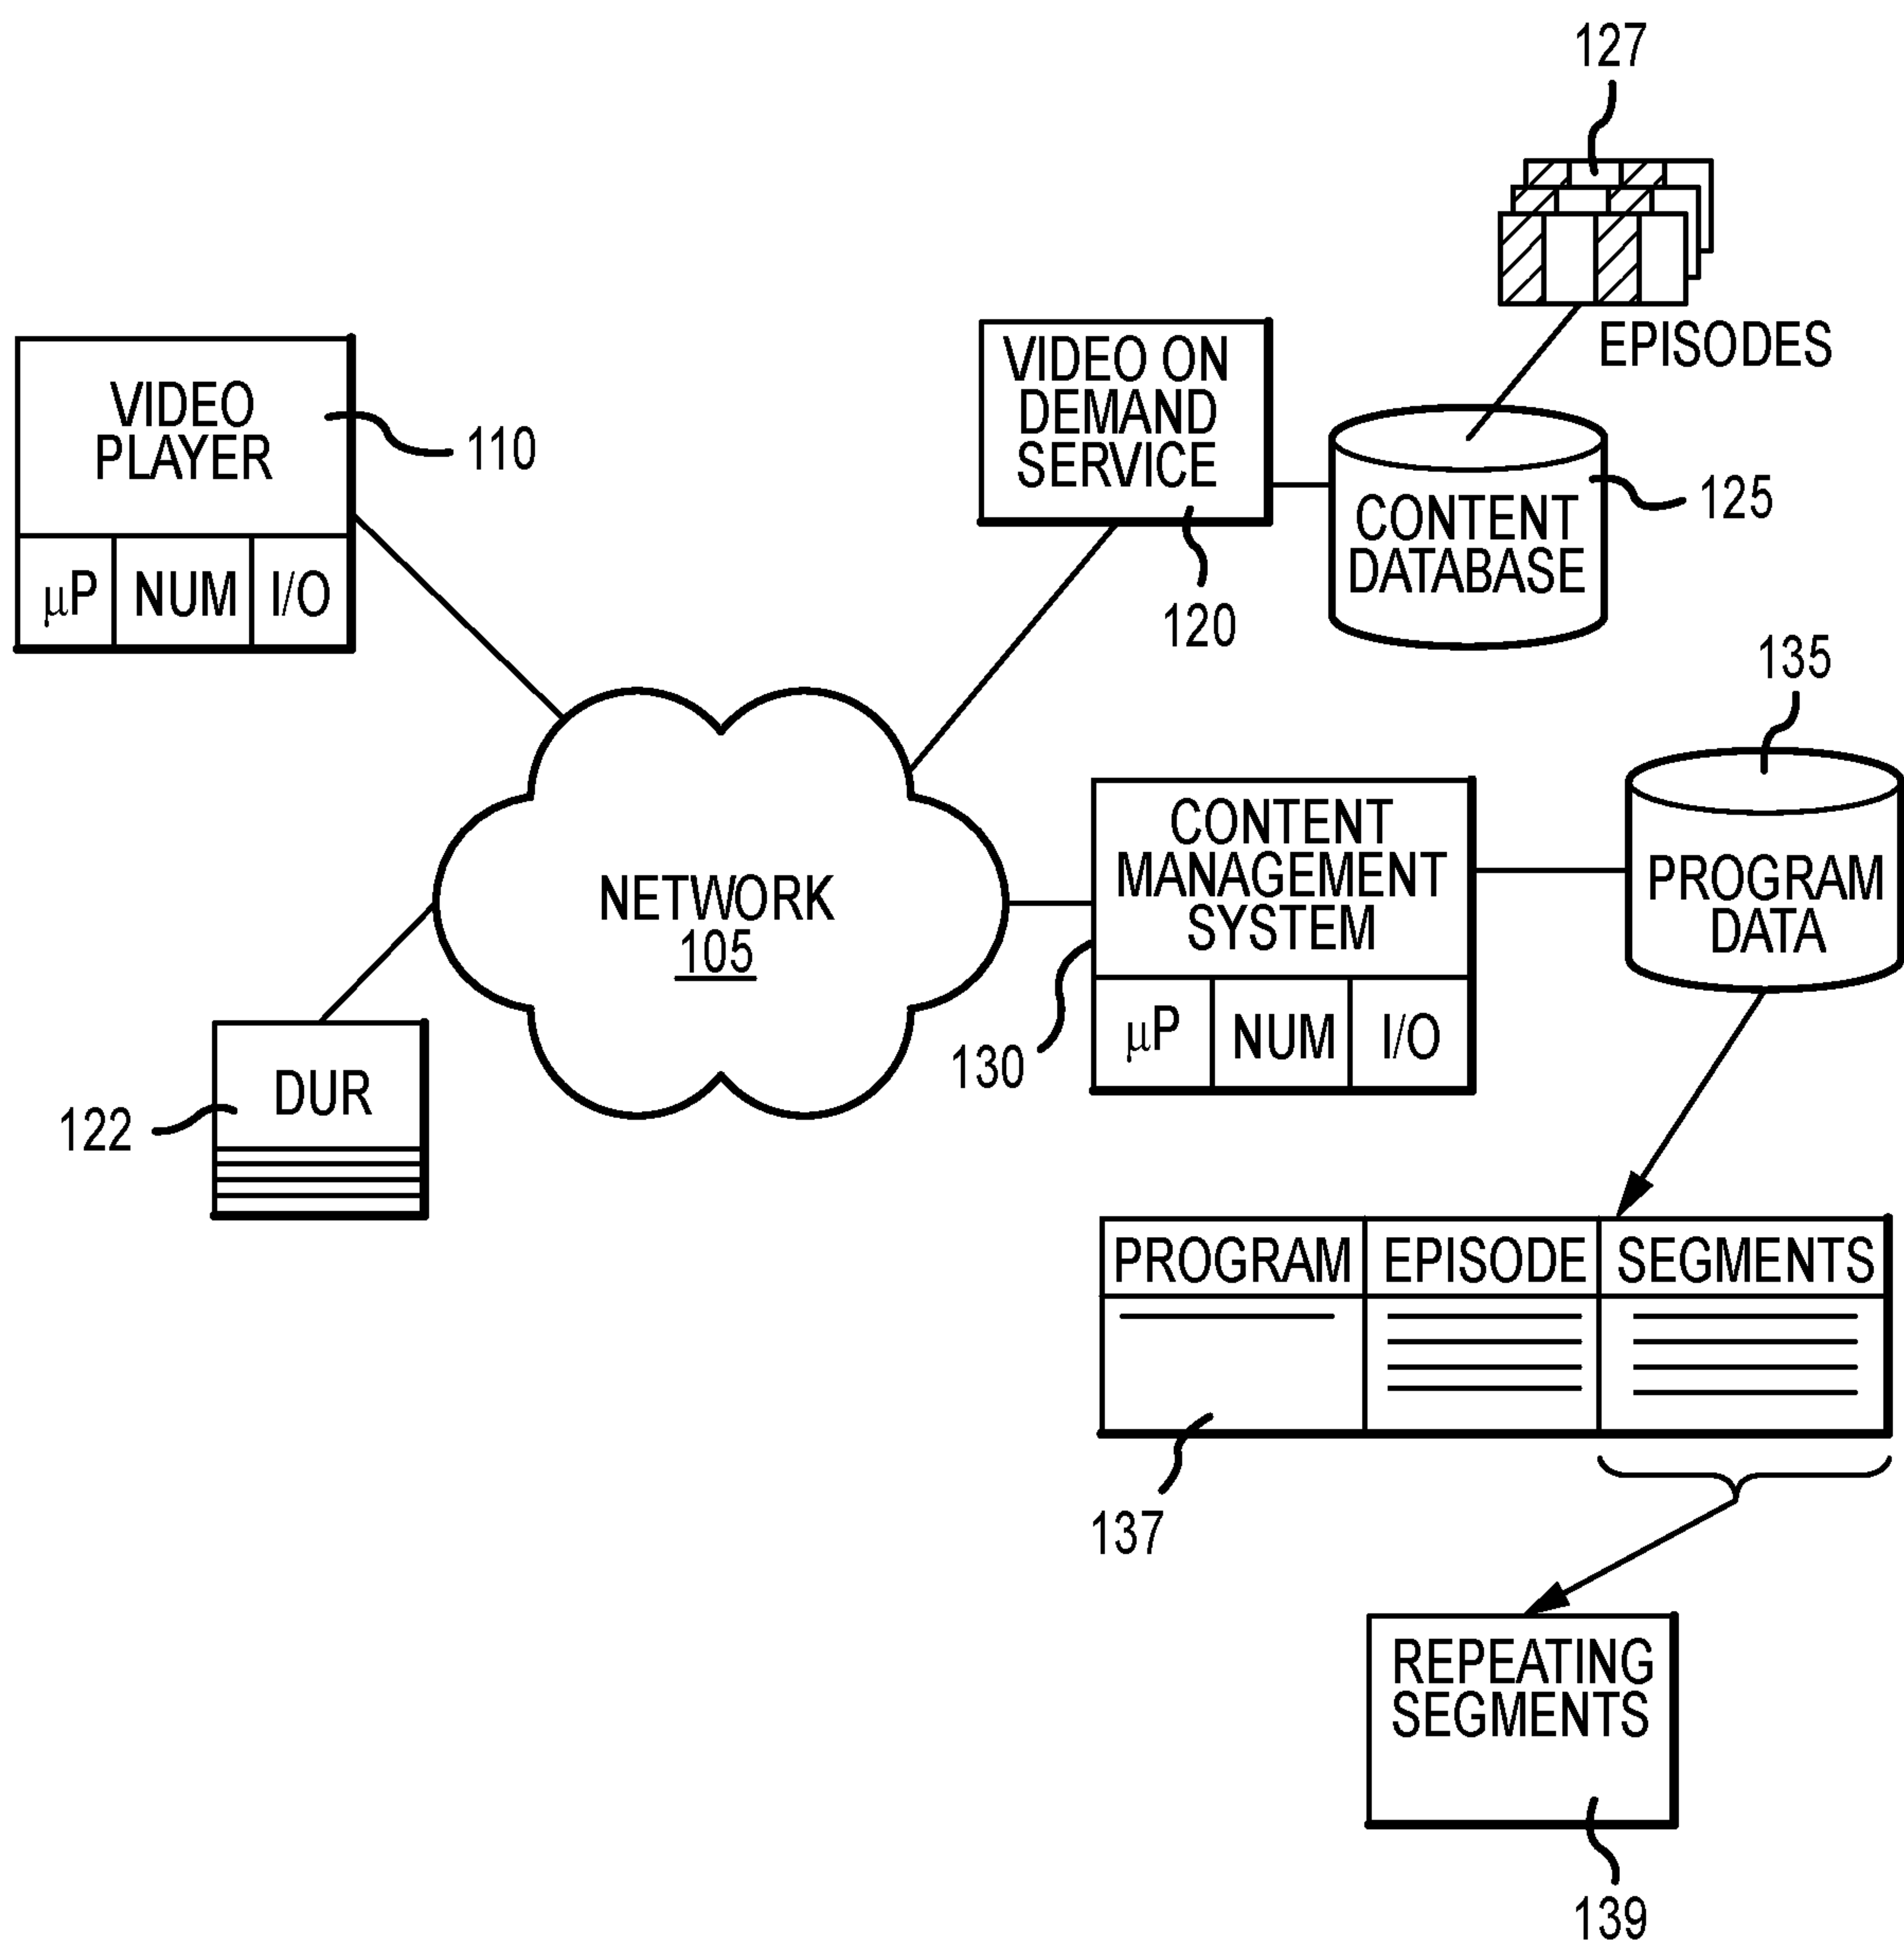 127
EPISODES
VIDEO
PLAYER
110
µP NUM I/O
VIDEO ON
DEMAND
SERVICE
120
CONTENT
DATABASE
125
135
PROGRAM
DATA
NETWORK
105
CONTENT
MANAGEMENT
SYSTEM
130
µP NUM I/O
DUR
122
PROGRAM EPISODE SEGMENTS
137
REPEATING
SEGMENTS
139